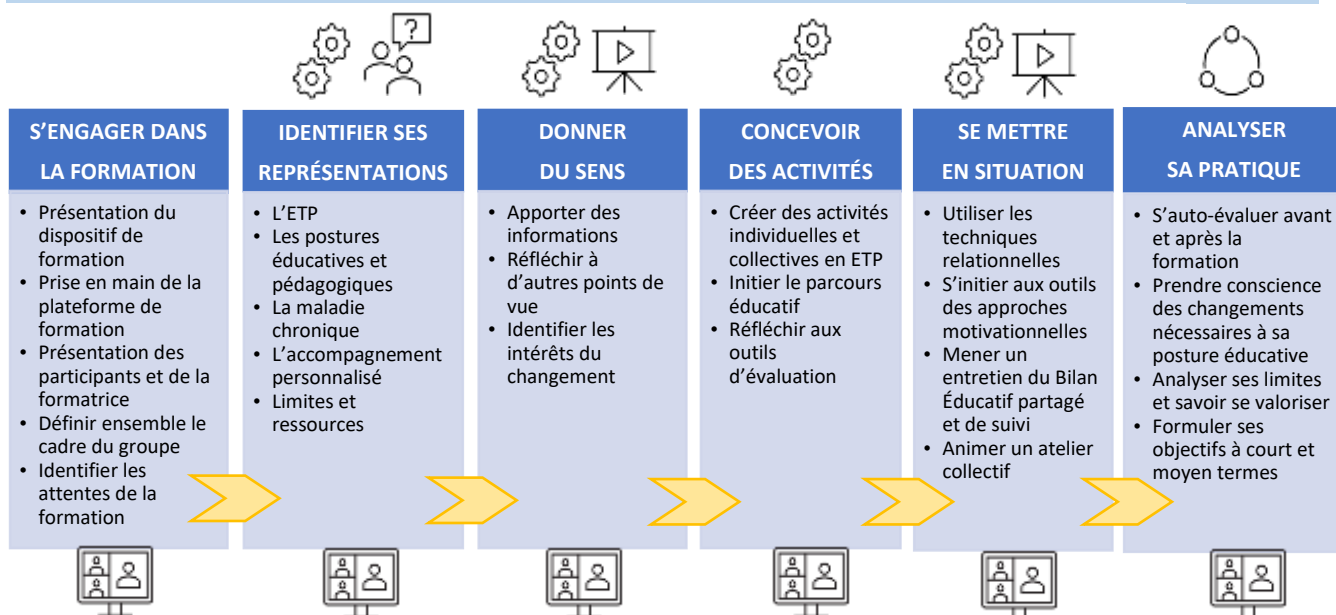 ?
S'ENGAGER DANS
LA FORMATION
• Présentation du
dispositif de
formation
• Prise en main de la
plateforme de
formation
• Présentation des
participants et de la
formatrice
• Définir ensemble le
cadre du groupe
• Identifier les
attentes de la
formation
IDENTIFIER SES
REPRÉSENTATIONS
• L'ETP
• Les postures
éducatives et
pédagogiques
• La maladie
chronique
• L'accompagnement
personnalisé
• Limites et
ressources
DONNER
DU SENS
• Apporter des
informations
• Réfléchir à
d'autres points de
vue
• Identifier les
intérêts du
changement
CONCEVOIR
DES ACTIVITÉS
• Créer des activités
individuelles et
collectives en ETP
• Initier le parcours
éducatif
• Réfléchir aux
outils
d'évaluation
SE METTRE
EN SITUATION
• Utiliser les
techniques
relationnelles
• S'initier aux outils
des approches
motivationnelles
• Mener un
entretien du Bilan
Éducatif partagé
et de suivi
• Animer un atelier
collectif
ANALYSER
SA PRATIQUE
• S'auto-évaluer avant
et après la
formation
• Prendre conscience
des changements
nécessaires à sa
posture éducative
• Analyser ses limites
et savoir se valoriser
• Formuler ses
objectifs à court et
moyen termes